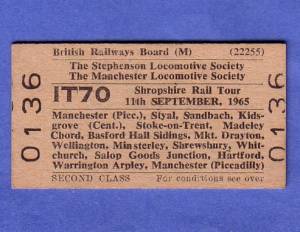 British Railways Board (M) (22255)
The Stephenson Locomotive Society
The Manchester Locomotive Society
IT70 Shropshire Rail Tour
11th SEPTEMBER, 1965
Manchester (Picc.), Styal, Sandbach, Kids-
grove (Cent.), Stoke-on-Trent, Madeley
Chord, Basford Hall Sidings, Mkt. Drayton,
Wellington, Minsterley, Shrewsbury, Whit-
church, Salop Goods Junction, Hartford,
Warrington Arpley, Manchester (Piccadilly)
SECOND CLASS For conditions see over
0136
0136